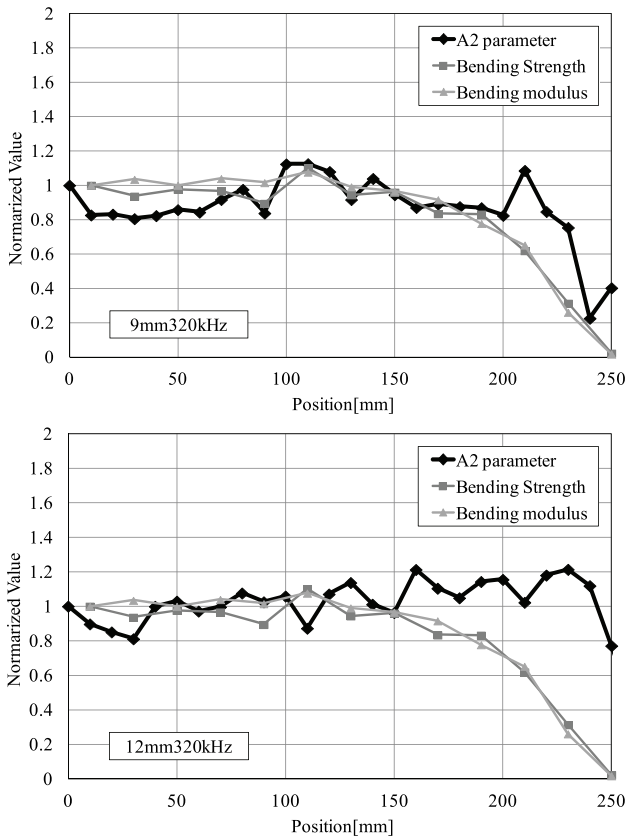 2
1.8
1.6
1.4
1.2
1
0.8
0.6
0.4
0.2
0
Narmarized Value
A2 parameter
Bending Strength
Bending modulus
9mm320kHz
0 50 100 150 200 250
Position[mm]
2
1.8
1.6
1.4
1.2
1
0.8
0.6
0.4
0.2
0
Narmarized Value
A2 parameter
Bending Strength
Bending modulus
12mm320kHz
0 50 100 150 200 250
Position[mm]